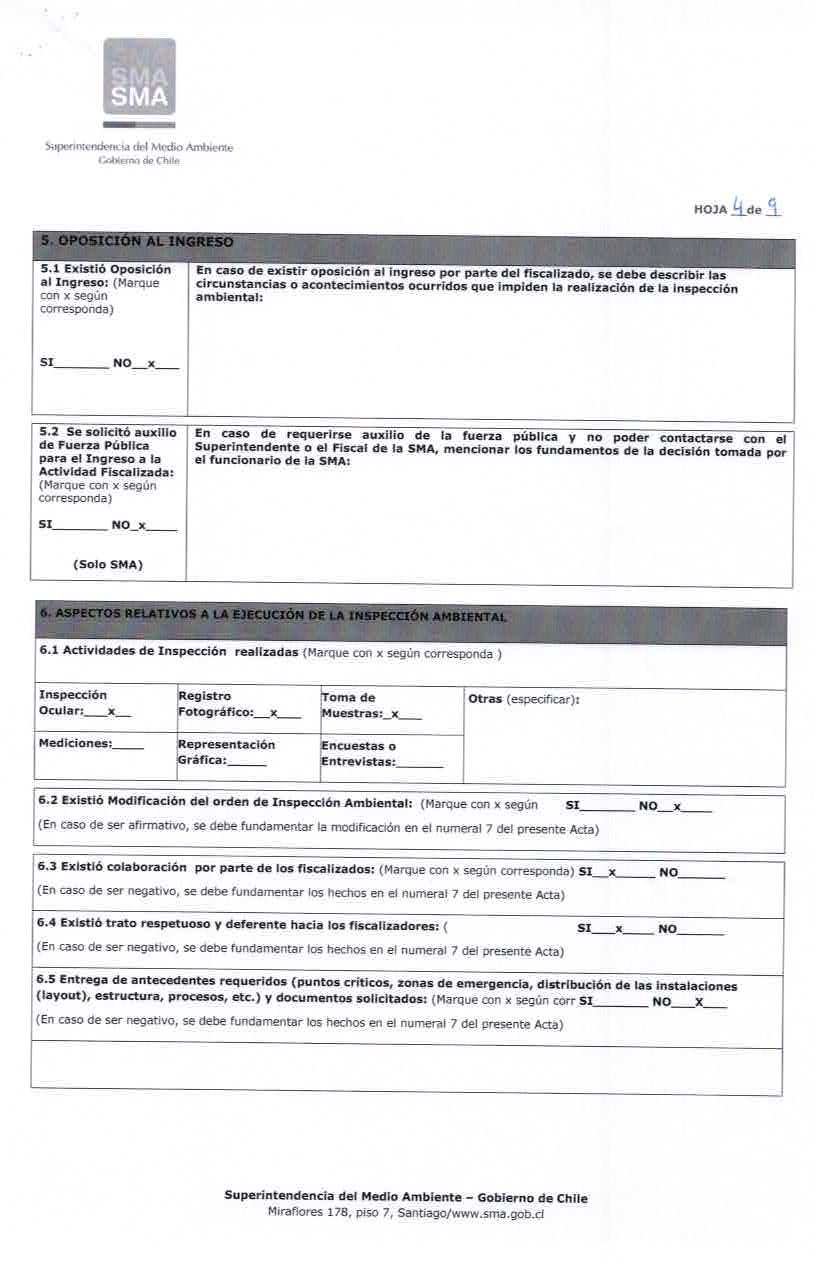 SMA
SMA
SMA
Superintendencia del Medio Ambiente
Gobierno de Chile
HOJA 4 de 9
5. OPOSICIÓN AL INGRESO
5.1 Existió Oposición
al Ingreso: (Marque
con x según
corresponda)
SI________ NO__x____
En caso de existir oposición al ingreso por parte del fiscalizado, se debe describir las
circunstancias o acontecimientos ocurridos que impiden la realización de la inspección
ambiental:
5.2 Se solicitó auxilio
de Fuerza Pública
para el Ingreso a la
Actividad Fiscalizada:
(Marque con x según
corresponda)
SI________ NO_x_____
(Solo SMA)
En caso de requerirse auxilio de la fuerza pública y no poder contactarse con el
Superintendente o el Fiscal de la SMA, mencionar los fundamentos de la decisión tomada por
el funcionario de la SMA:
6. ASPECTOS RELATIVOS A LA EJECUCIÓN DE LA INSPECCIÓN AMBIENTAL
6.1 Actividades de Inspección realizadas (Marque con x según corresponda )
Inspección
Ocular:____x___
Registro
Fotográfico:___x____
Toma de
Muestras:_x____
Otras (especificar):
Mediciones:_____
Representación
Gráfica:______
Encuestas o
Entrevistas:_______
6.2 Existió Modificación del orden de Inspección Ambiental: (Marque con x según SI________ NO__x_____
(En caso de ser afirmativo, se debe fundamentar la modificación en el numeral 7 del presente Acta)
6.3 Existió colaboración por parte de los fiscalizados: (Marque con x según corresponda) SI__x______ NO_______
(En caso de ser negativo, se debe fundamentar los hechos en el numeral 7 del presente Acta)
6.4 Existió trato respetuoso y deferente hacia los fiscalizadores: ( SI___x_____ NO_______
(En caso de ser negativo, se debe fundamentar los hechos en el numeral 7 del presente Acta)
6.5 Entrega de antecedentes requeridos (puntos críticos, zonas de emergencia, distribución de las instalaciones
(layout), estructura, procesos, etc.) y documentos solicitados: (Marque con x según corr SI________ NO___X____
(En caso de ser negativo, se debe fundamentar los hechos en el numeral 7 del presente Acta)
Superintendencia del Medio Ambiente – Gobierno de Chile
Miraflores 178, piso 7, Santiago/www.sma.gob.cl